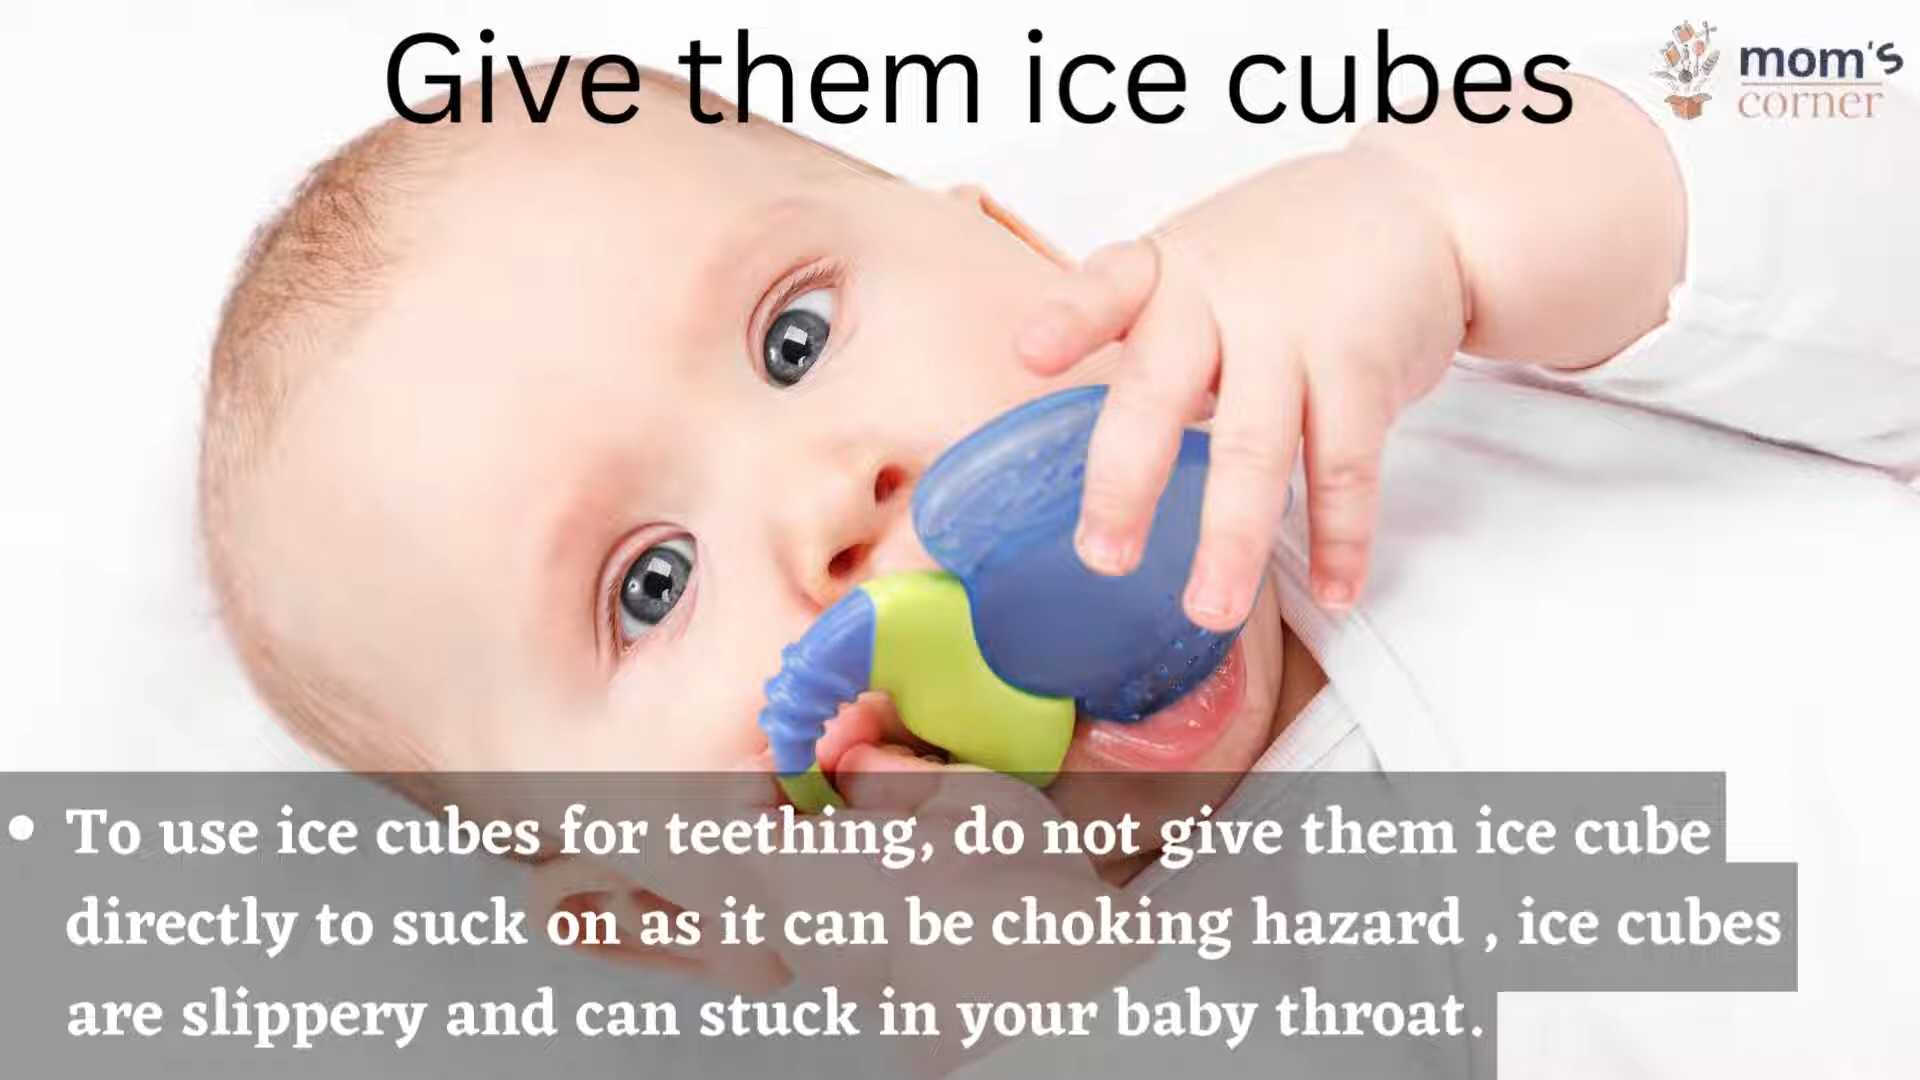 Give them ice cubes
mom's
corner
• To use ice cubes for teething, do not give them ice cube
directly to suck on as it can be choking hazard , ice cubes
are slippery and can stuck in your baby throat.